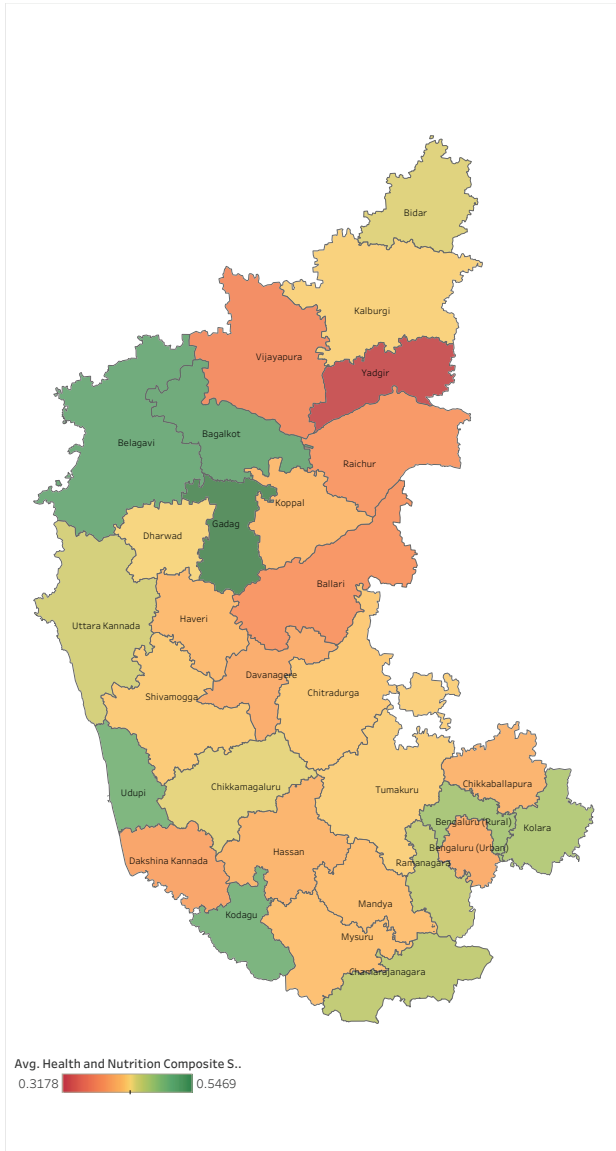 Bidar
Kalburgi
Vijayapura
Yadgir
Bagalkot
Belagavi
Raichur
Koppal
Gadag
Dharwad
Ballari
Haveri
Uttara Kannada
Davanagere
Chitradurga
Shivamogga
Chikkaballapura
Chikkamagaluru
Tumakuru
Udupi
Bengaluru (Rural)
Kolara
Bengaluru (Urban)
Hassan
Dakshina Kannada
Ramanagara
Mandya
Kodagu
Mysuru
Chamarajanagara
Avg. Health and Nutrition Composite S..
0.3178 0.5469